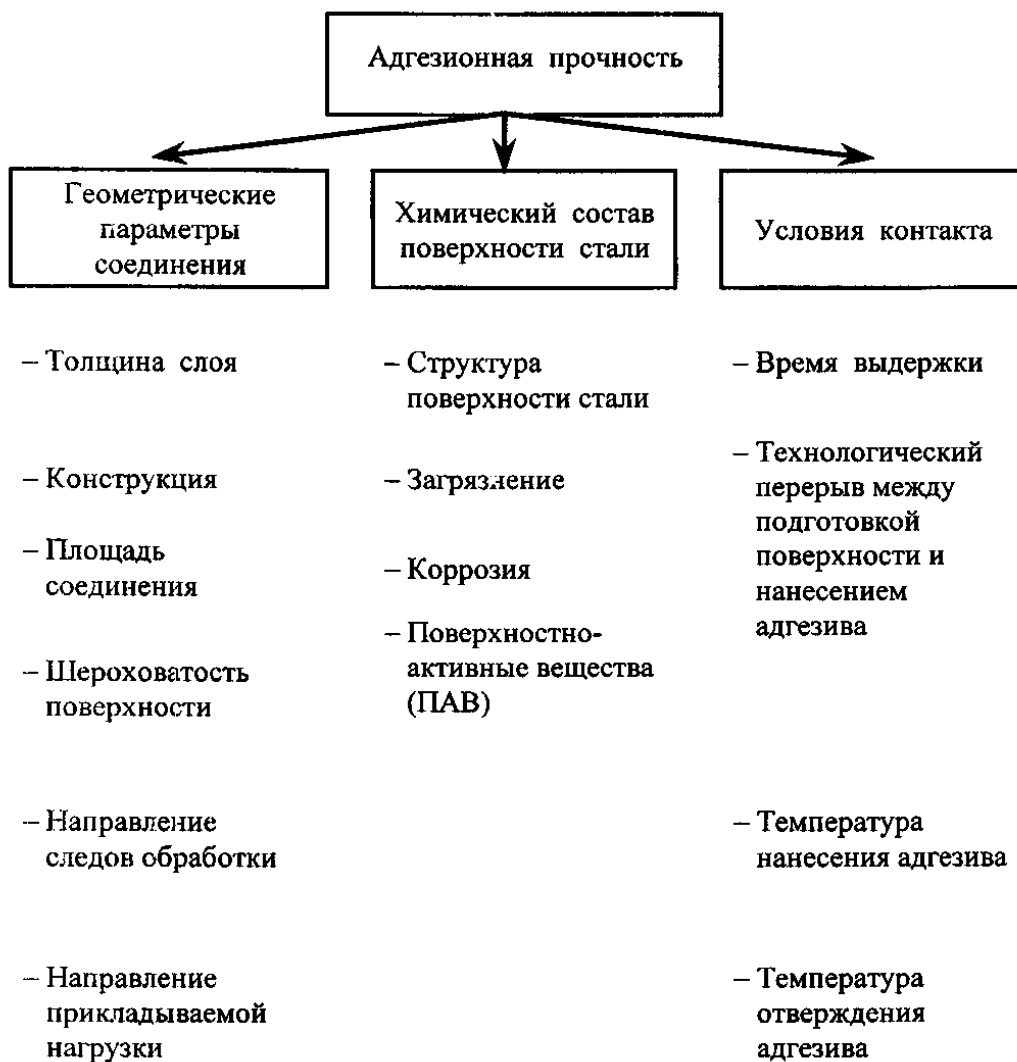 Адгезионная прочность
Геометрические
параметры
соединения
Химический состав
поверхности стали
Условия контакта
– Толщина слоя
– Конструкция
– Площадь
соединения
– Шероховатость
поверхности
– Направление
следов обработки
– Направление
прикладываемой
нагрузки
– Структура
поверхности стали
– Загрязнение
– Коррозия
– Поверхностно-
активные вещества
(ПАВ)
– Время выдержки
– Технологический
перерыв между
подготовкой
поверхности и
нанесением
адгезива
– Температура
нанесения адгезива
– Температура
отверждения
адгезива